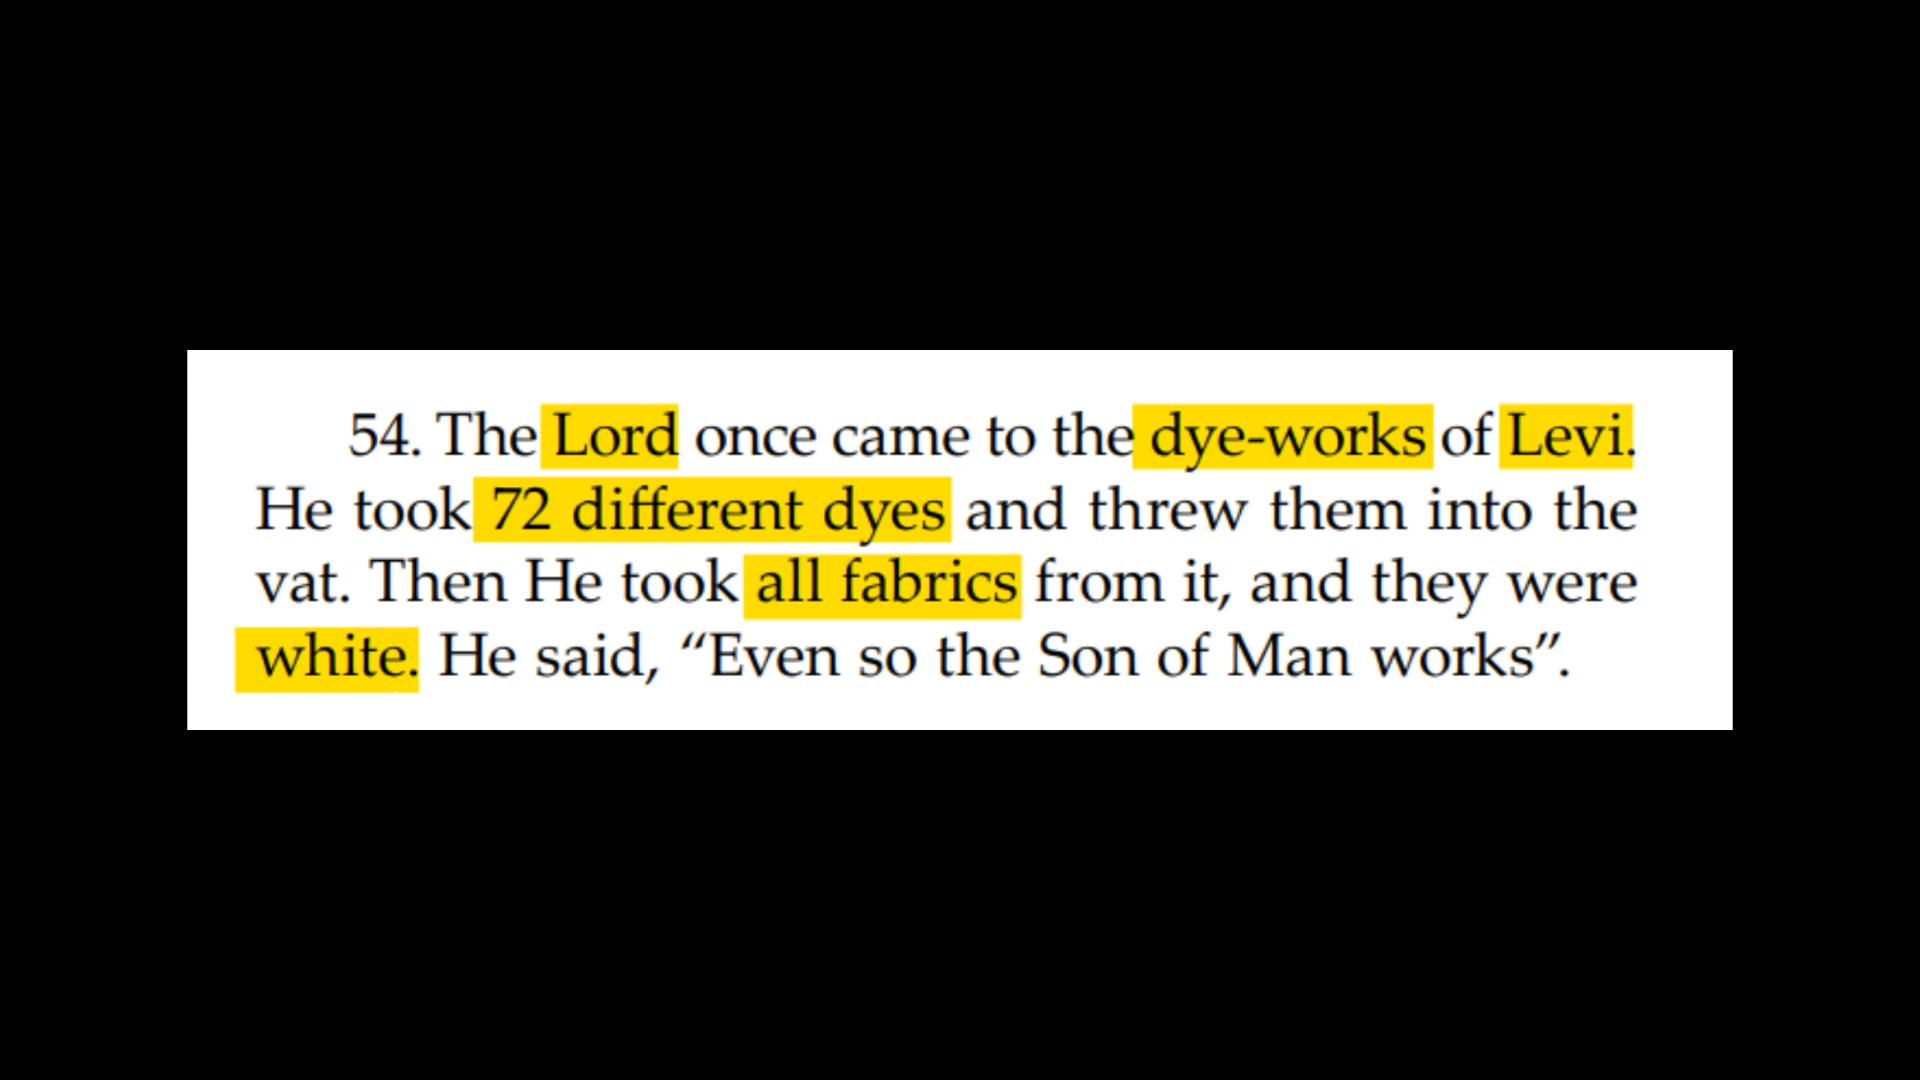 54. The Lord once came to the dye-works of Levi.
He took 72 different dyes and threw them into the
vat. Then He took all fabrics from it, and they were
white. He said, “Even so the Son of Man works”.